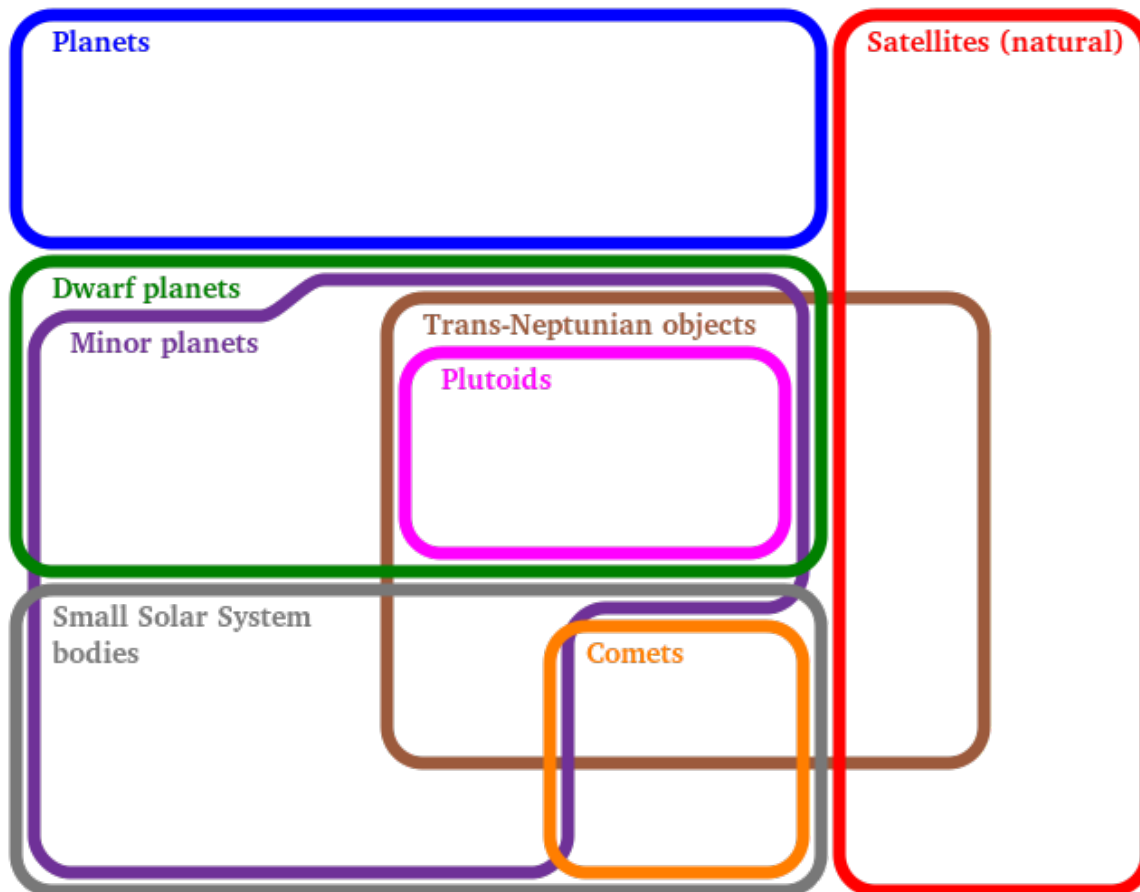 Planets
Satellites (natural)
Dwarf planets
Trans-Neptunian objects
Minor planets
Plutoids
Small Solar System
bodies
Comets